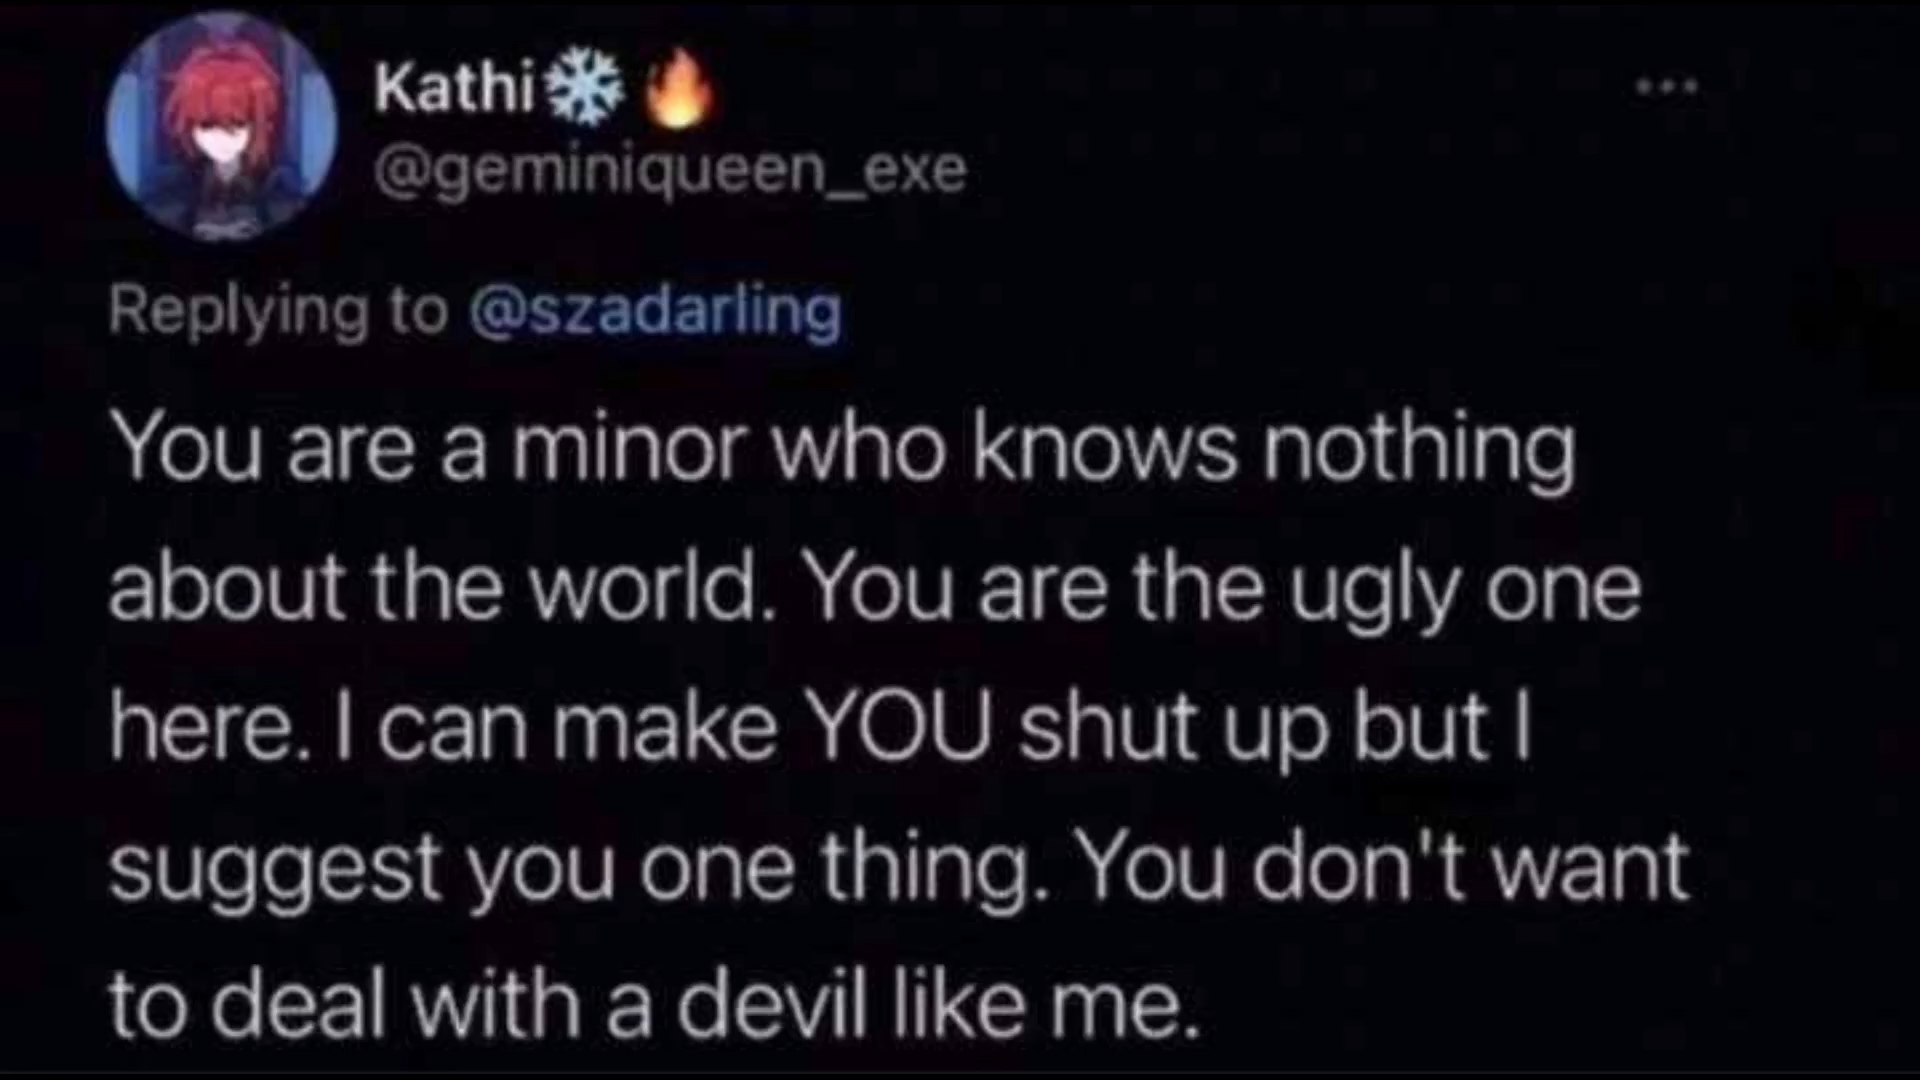 Kathi❄️🔥
@geminiqueen_exe
Replying to @szadarling
You are a minor who knows nothing
about the world. You are the ugly one
here. I can make YOU shut up but I
suggest you one thing. You don't want
to deal with a devil like me.